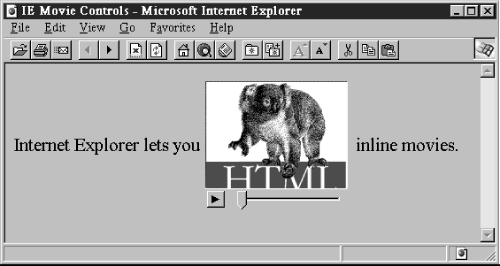 IE Movie Controls - Microsoft Internet Explorer
File Edit View Go Favorites Help
Internet Explorer lets you inline movies.
HTML